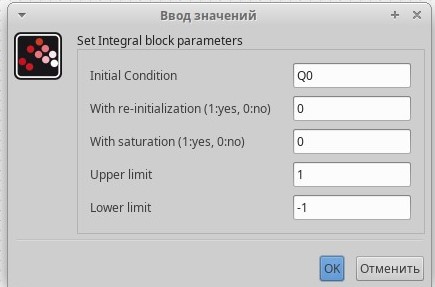 Ввод значений
Set Integral block parameters
Initial Condition Q0
With re-initialization (1:yes, 0:no) 0
With saturation (1:yes, 0:no) 0
Upper limit 1
Lower limit -1
OK Отменить